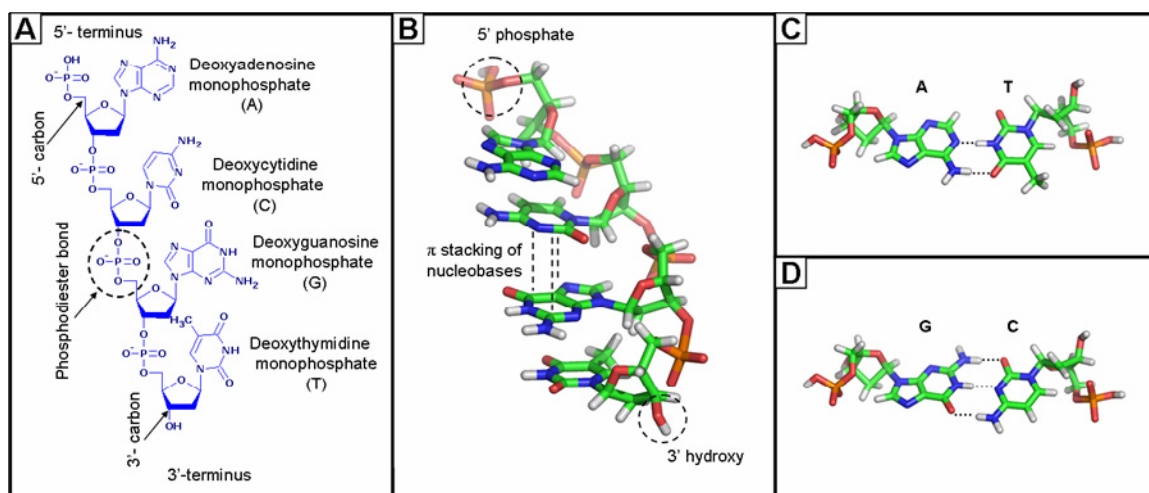 A
5'- terminus
NH₂
OH
O⁻-P=O
O
N
N
N
N
O
Deoxyadenosine
monophosphate
(A)
5'- carbon
O
O⁻-P=O
O
NH₂
N
N
O
O
Deoxycytidine
monophosphate
(C)
Phosphodiester bond
O
O⁻-P=O
O
O
N
NH
N
N
NH₂
O
Deoxyguanosine
monophosphate
(G)
O
O⁻-P=O
O
H₃C
O
NH
N
O
O
Deoxythymidine
monophosphate
(T)
3'- carbon
OH
3'-terminus
B
5' phosphate
π stacking of
nucleobases
3' hydroxy
C
A T
D
G C